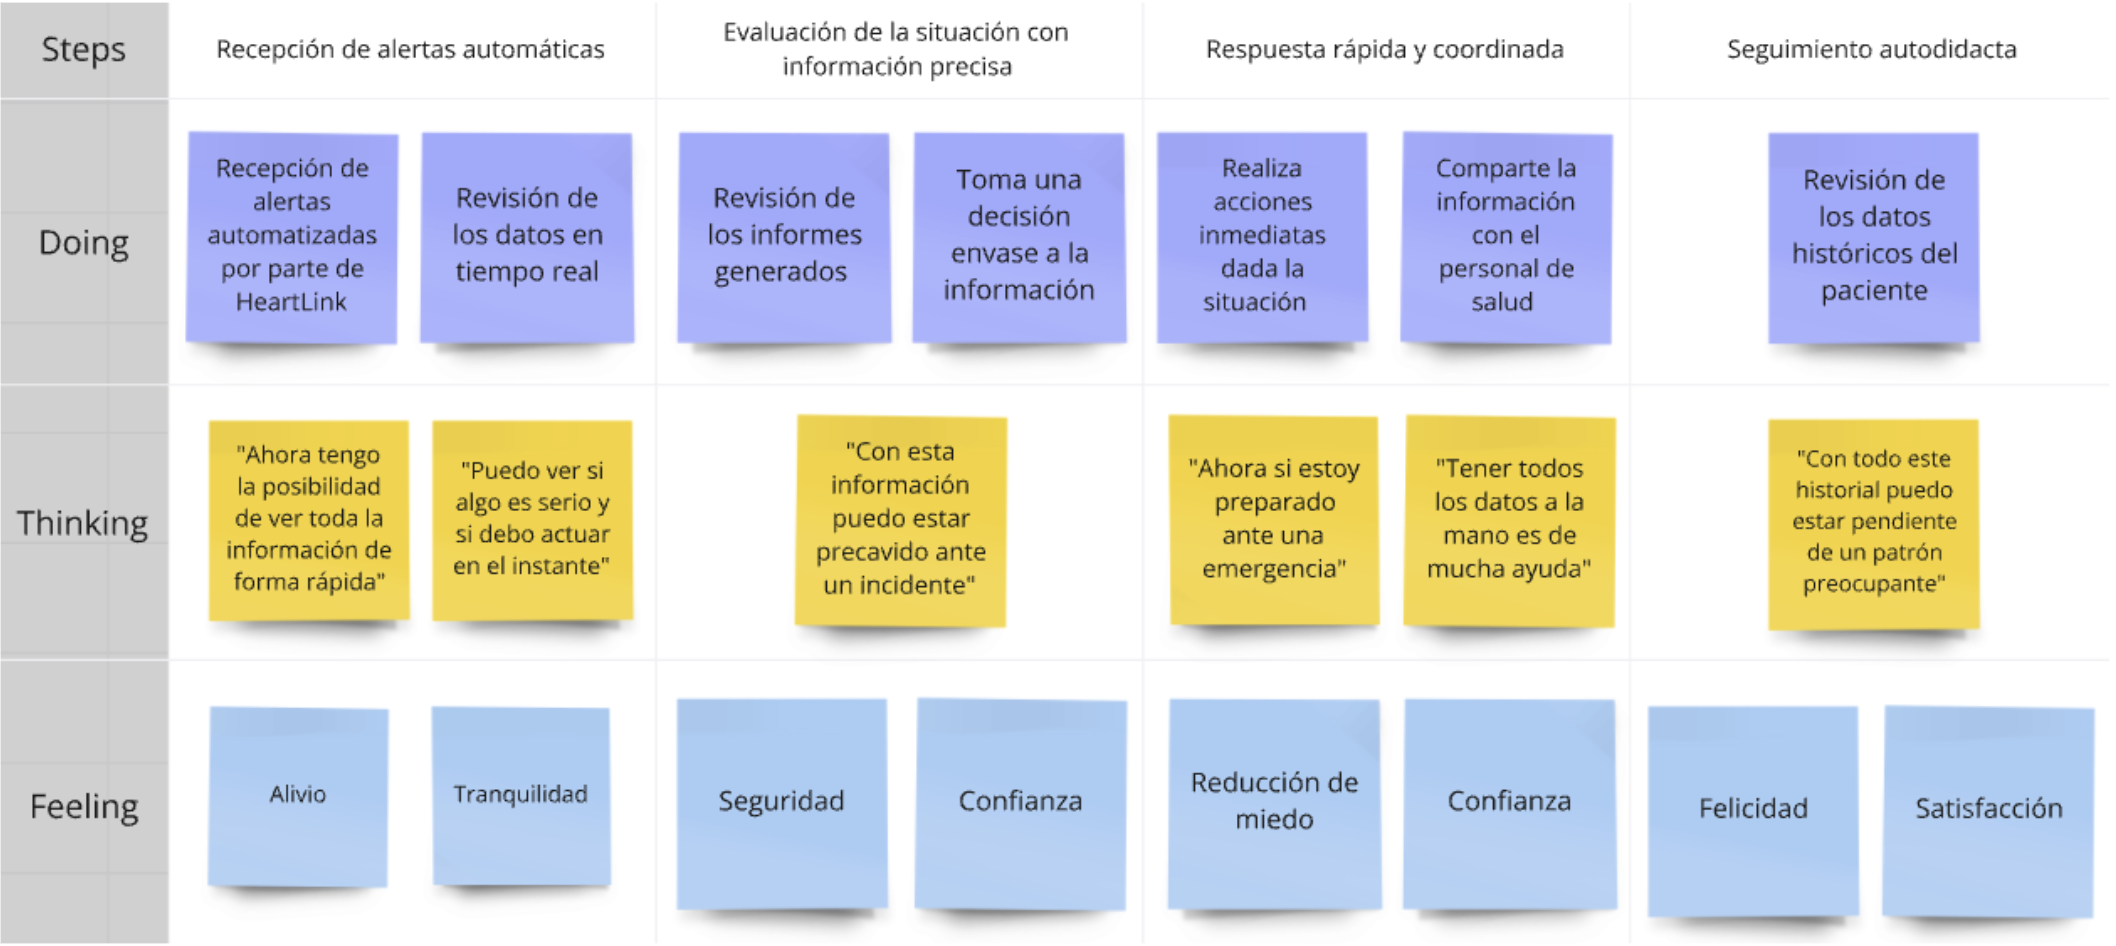 Steps
Recepción de alertas automáticas
Evaluación de la situación con
información precisa
Respuesta rápida y coordinada
Seguimiento autodidacta
Doing
Recepción de
alertas
automatizadas
por parte de
HeartLink
Revisión de
los datos en
tiempo real
Revisión de
los informes
generados
Toma una
decisión
envase a la
información
Realiza
acciones
inmediatas
dada la
situación
Comparte la
información
con el
personal de
salud
Revisión de
los datos
históricos del
paciente
Thinking
"Ahora tengo
la posibilidad
de ver toda la
información de
forma rápida"
"Puedo ver si
algo es serio y
si debo actuar
en el instante"
"Con esta
información
puedo estar
precavido ante
un incidente"
"Ahora si estoy
preparado
ante una
emergencia"
"Tener todos
los datos a la
mano es de
mucha ayuda"
"Con todo este
historial puedo
estar pendiente
de un patrón
preocupante"
Feeling
Alivio
Tranquilidad
Seguridad
Confianza
Reducción de
miedo
Confianza
Felicidad
Satisfacción